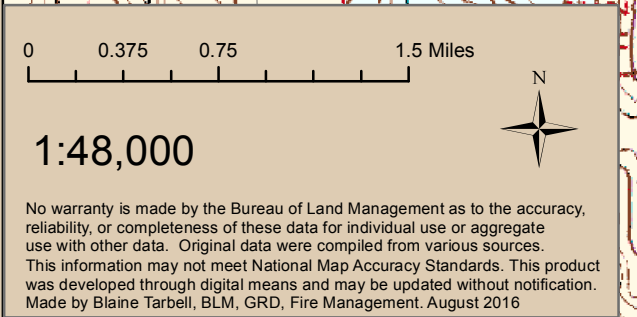 0 0.375 0.75 1.5 Miles
N
1:48,000
No warranty is made by the Bureau of Land Management as to the accuracy,
reliability, or completeness of these data for individual use or aggregate
use with other data. Original data were compiled from various sources.
This information may not meet National Map Accuracy Standards. This product
was developed through digital means and may be updated without notification.
Made by Blaine Tarbell, BLM, GRD, Fire Management. August 2016